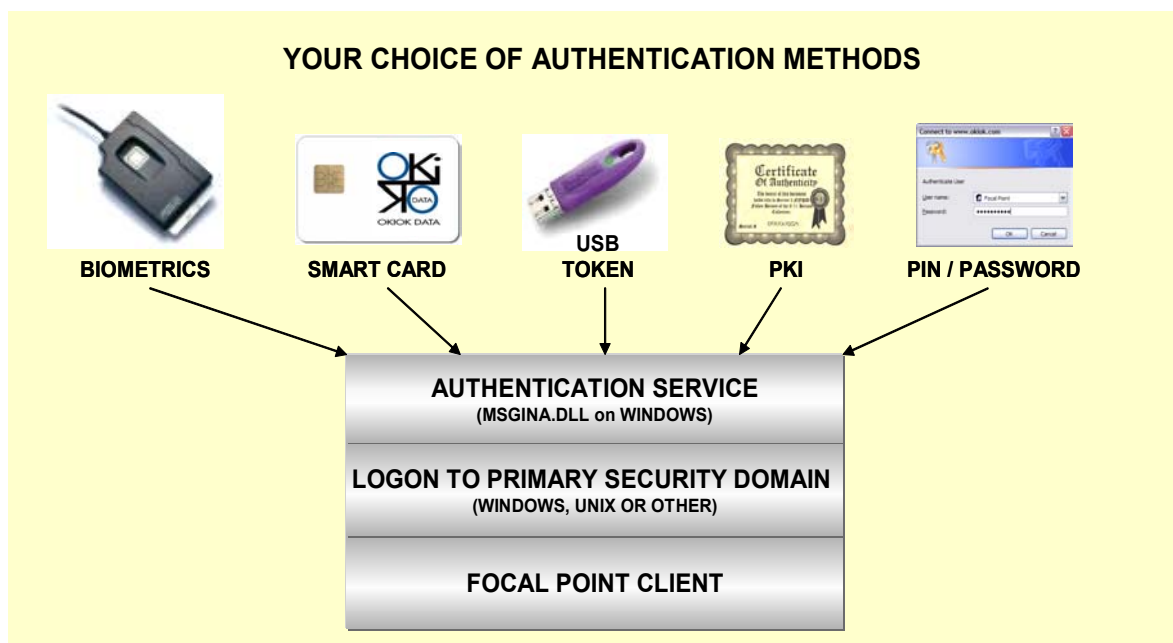 YOUR CHOICE OF AUTHENTICATION METHODS
OKi
OK
DATA
OKIOK DATA
Certificate
Of Authenticity
Connect to www.okiok.com
Authenticate User
User name:
Focal Point
Password:
OK
Cancel
BIOMETRICS
SMART CARD
USB
TOKEN
PKI
PIN / PASSWORD
AUTHENTICATION SERVICE
(MSGINA.DLL on WINDOWS)
LOGON TO PRIMARY SECURITY DOMAIN
(WINDOWS, UNIX OR OTHER)
FOCAL POINT CLIENT